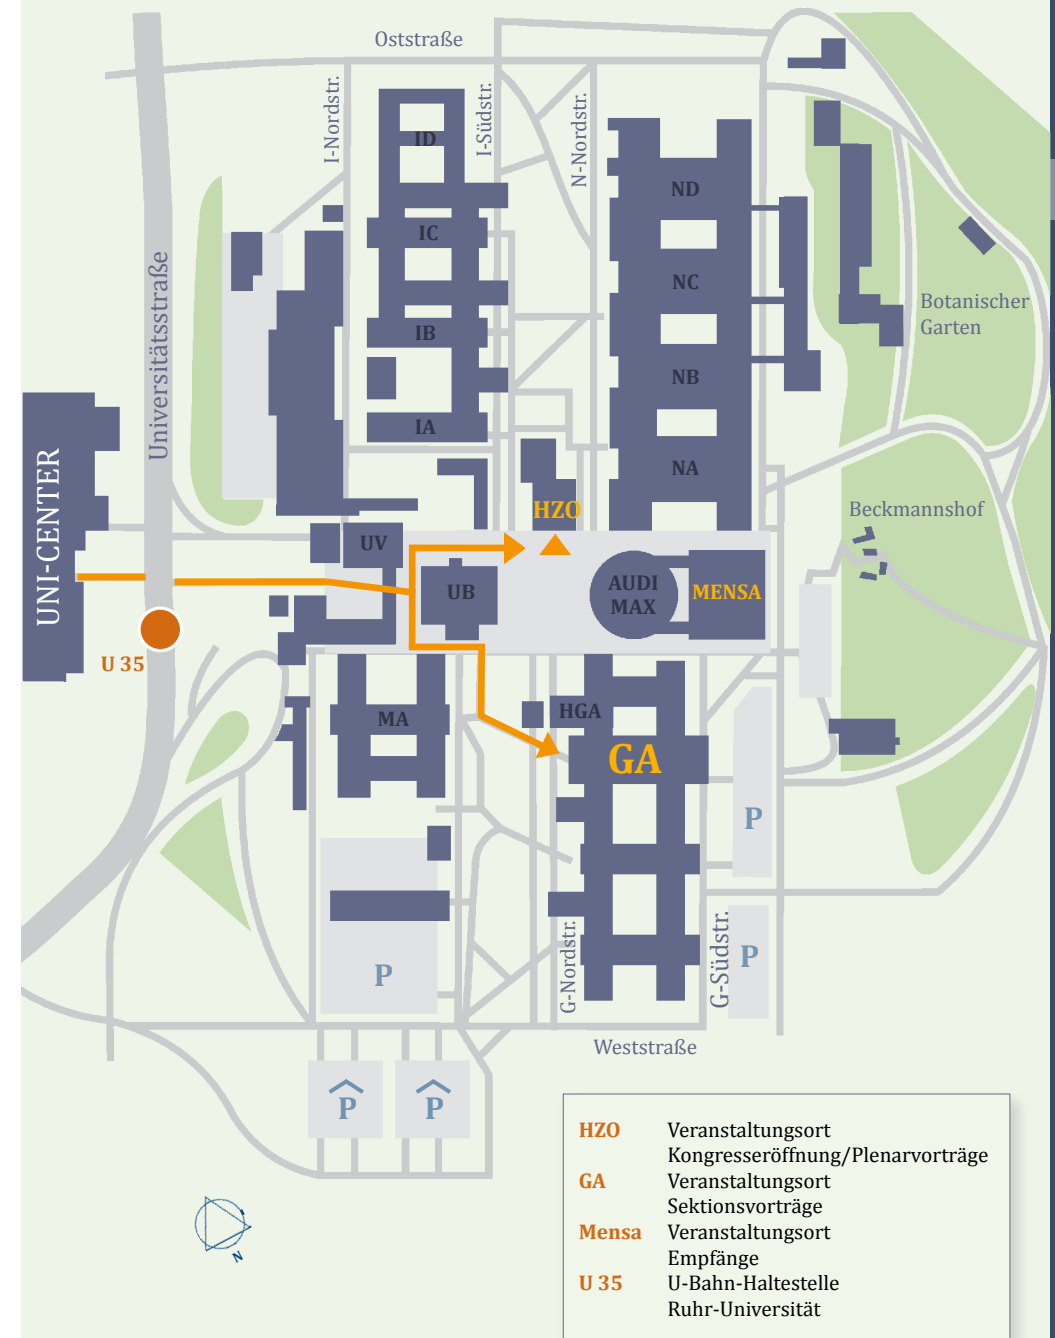 Oststraße
I-Nordstr.
I-Südstr.
N-Nordstr.
ID
ND
IC
NC
Universitätsstraße
Botanischer
Garten
IB
NB
IA
NA
UNI-CENTER
HZO
Beckmannshof
UV
UB
AUDI
MAX
MENSA
U 35
MA
HGA
GA
P
G-Nordstr.
G-Südstr.
P
P
Weststraße
P
P
N
HZO Veranstaltungsort
Kongresseröffnung/Plenarvorträge
GA Veranstaltungsort
Sektionsvorträge
Mensa Veranstaltungsort
Empfänge
U 35 U-Bahn-Haltestelle
Ruhr-Universität